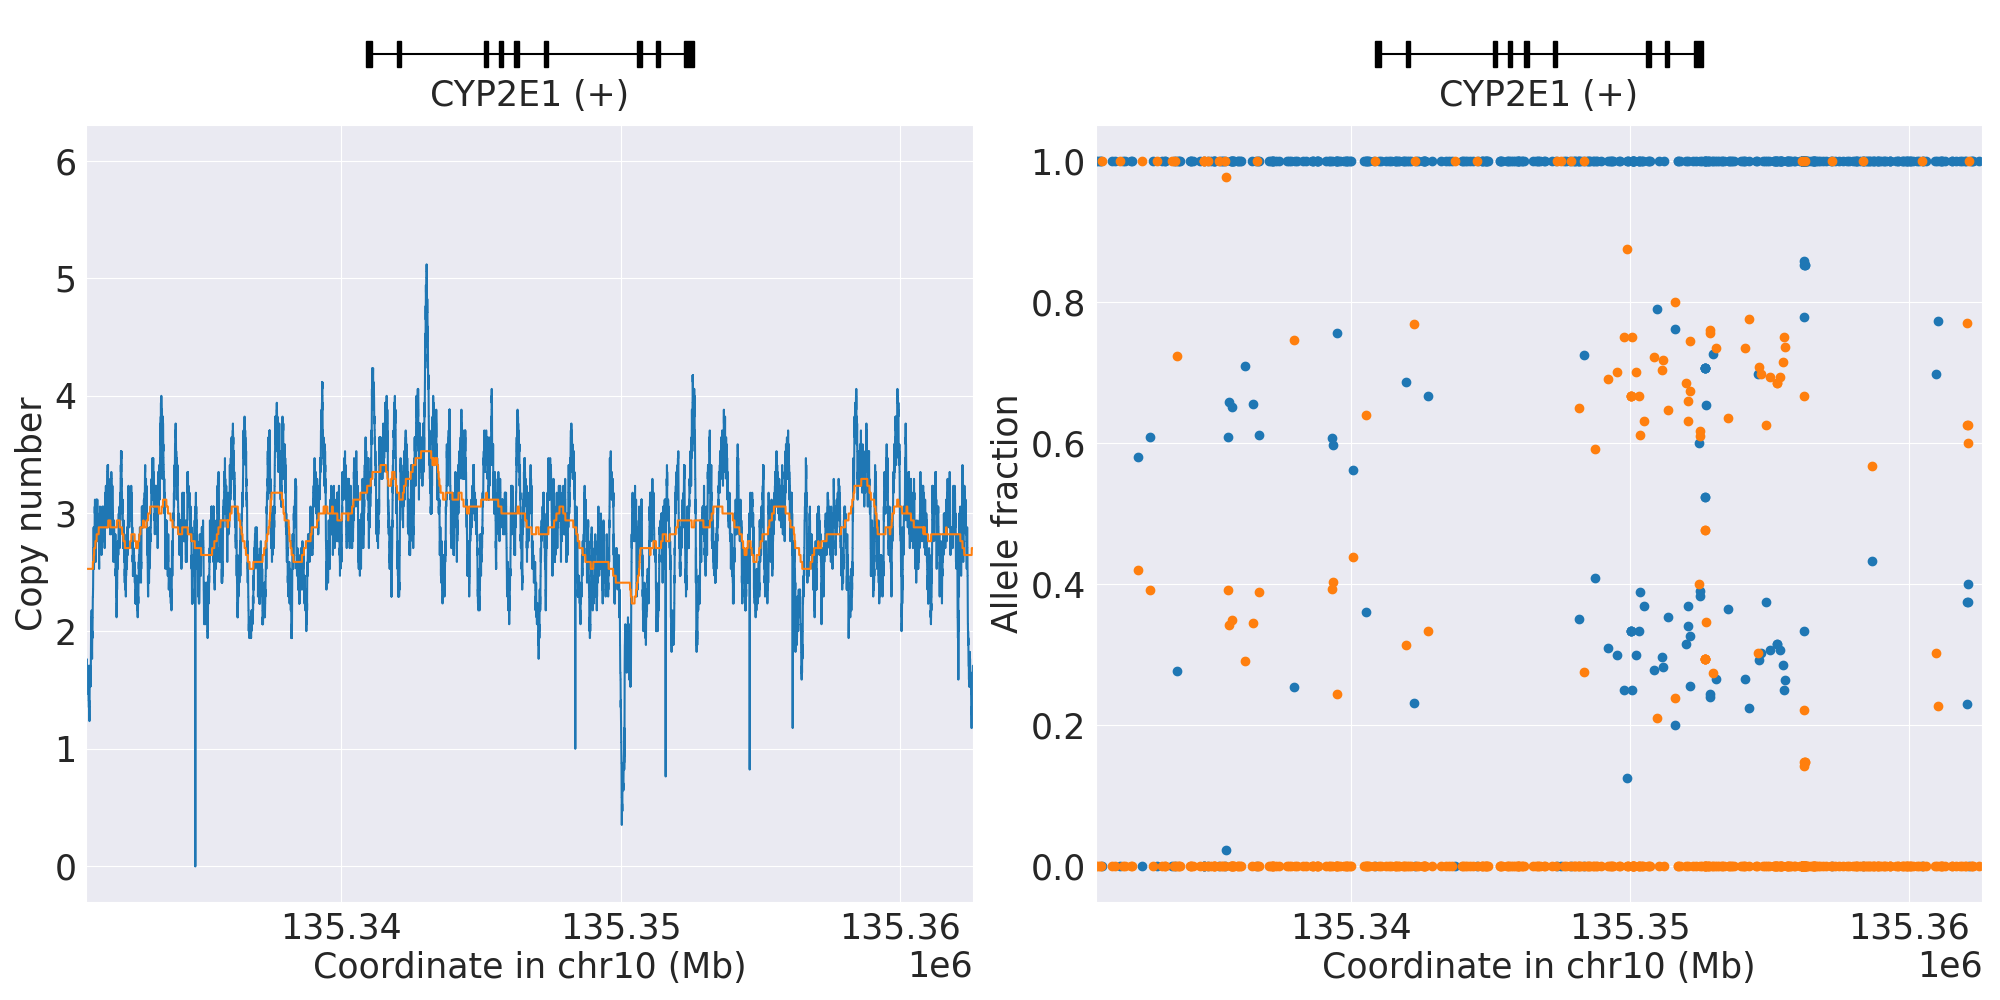 CYP2E1 (+)
6
5
4
3
2
1
0
Copy number
135.34 135.35 135.36
Coordinate in chr10 (Mb)
1e6
CYP2E1 (+)
1.0
0.8
0.6
0.4
0.2
0.0
Allele fraction
135.34 135.35 135.36
Coordinate in chr10 (Mb)
1e6